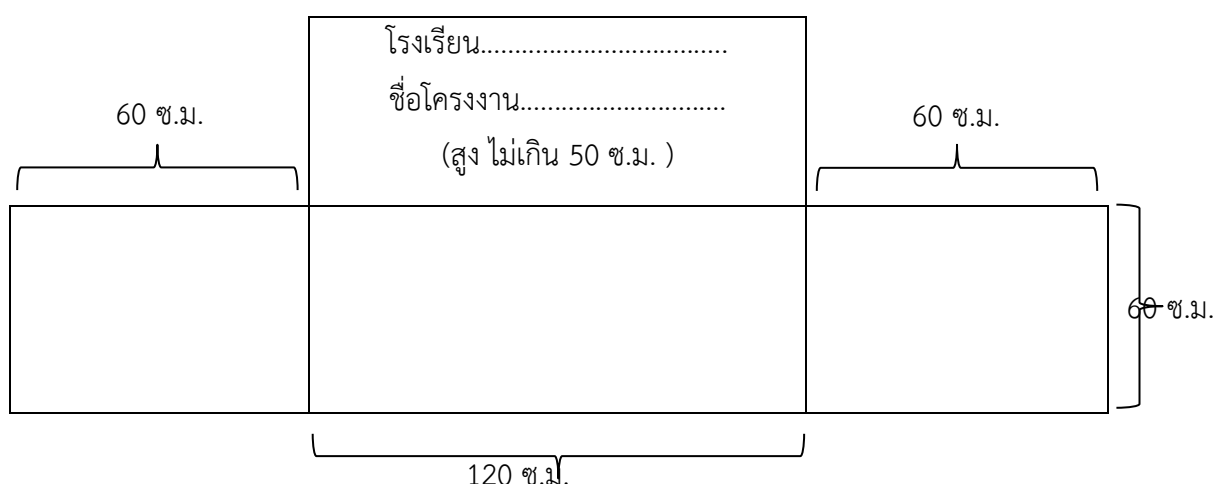 โรงเรียน....................................
ชื่อโครงงาน..............................
(สูง ไม่เกิน 50 ซ.ม. )
60 ซ.ม.
60 ซ.ม.
60 ซ.ม.
120 ซ.ม.